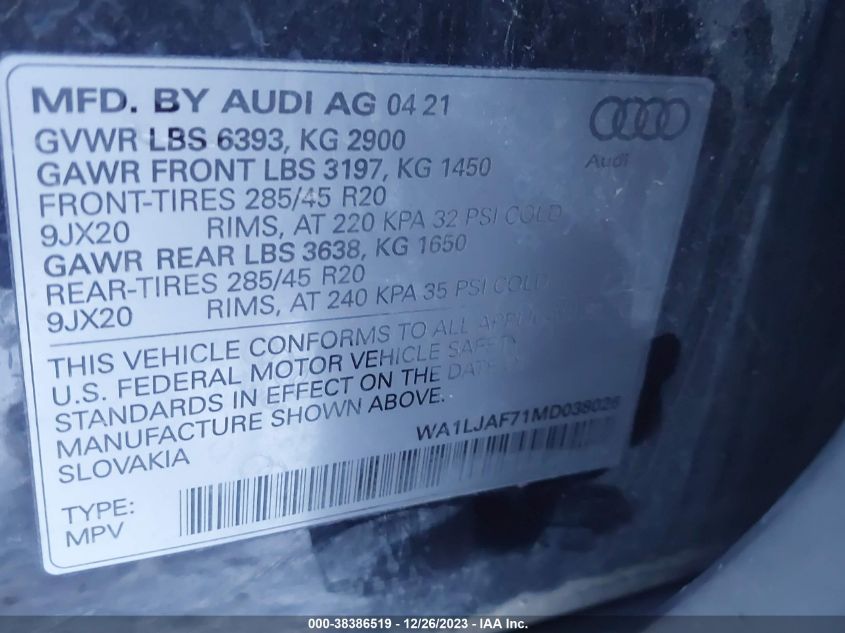 MFD. BY AUDI AG 04 21
GVWR LBS 6393, KG 2900
GAWR FRONT LBS 3197, KG 1450
FRONT-TIRES 285/45 R20
9JX20 RIMS, AT 220 KPA 32 PSI COLD
GAWR REAR LBS 3638, KG 1650
REAR-TIRES 285/45 R20
9JX20 RIMS, AT 240 KPA 35 PSI COLD
Audi
THIS VEHICLE CONFORMS TO ALL APPLICABLE
U.S. FEDERAL MOTOR VEHICLE SAFETY
STANDARDS IN EFFECT ON THE DATE OF
MANUFACTURE SHOWN ABOVE.
SLOVAKIA
WA1LJAF71MD038026
TYPE:
MPV
000-38386519 - 12/26/2023 - IAA Inc.